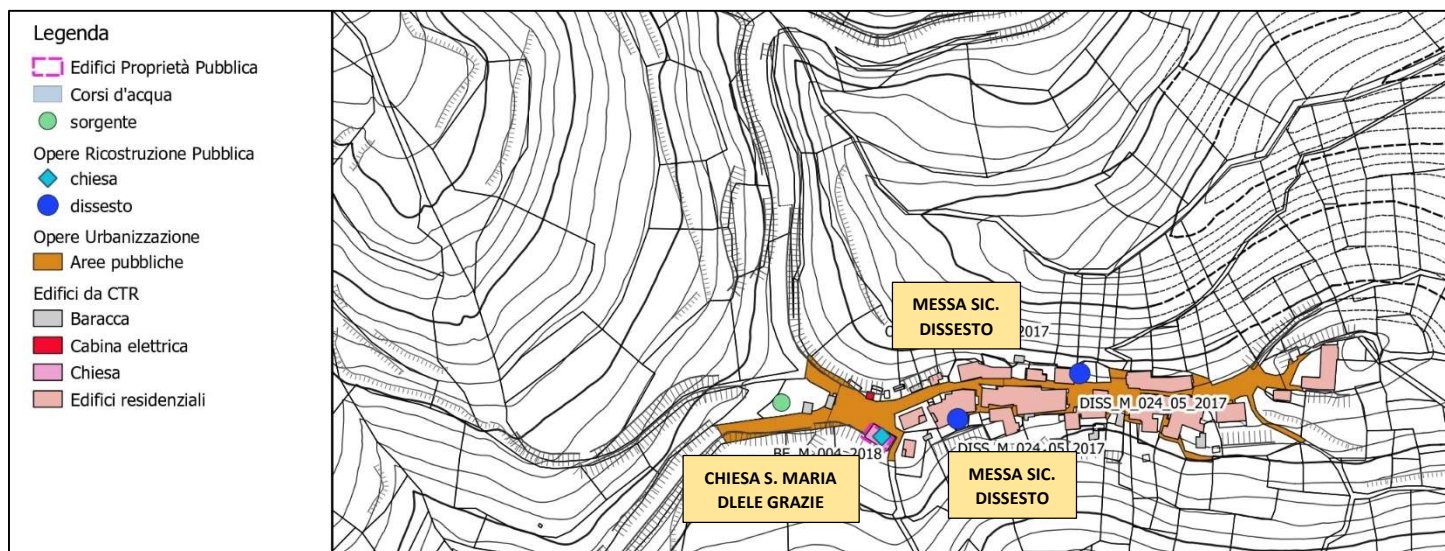 Legenda
Edifici Proprietà Pubblica
Corsi d'acqua
sorgente
Opere Ricostruzione Pubblica
chiesa
dissesto
Opere Urbanizzazione
Aree pubbliche
Edifici da CTR
Baracca
Cabina elettrica
Chiesa
Edifici residenziali
MESSA SIC.
DISSESTO
2017
DISS_M_024_05_2017
DISS_M_024_05_2017
BE_M_004_2018
CHIESA S. MARIA
DLELE GRAZIE
MESSA SIC.
DISSESTO